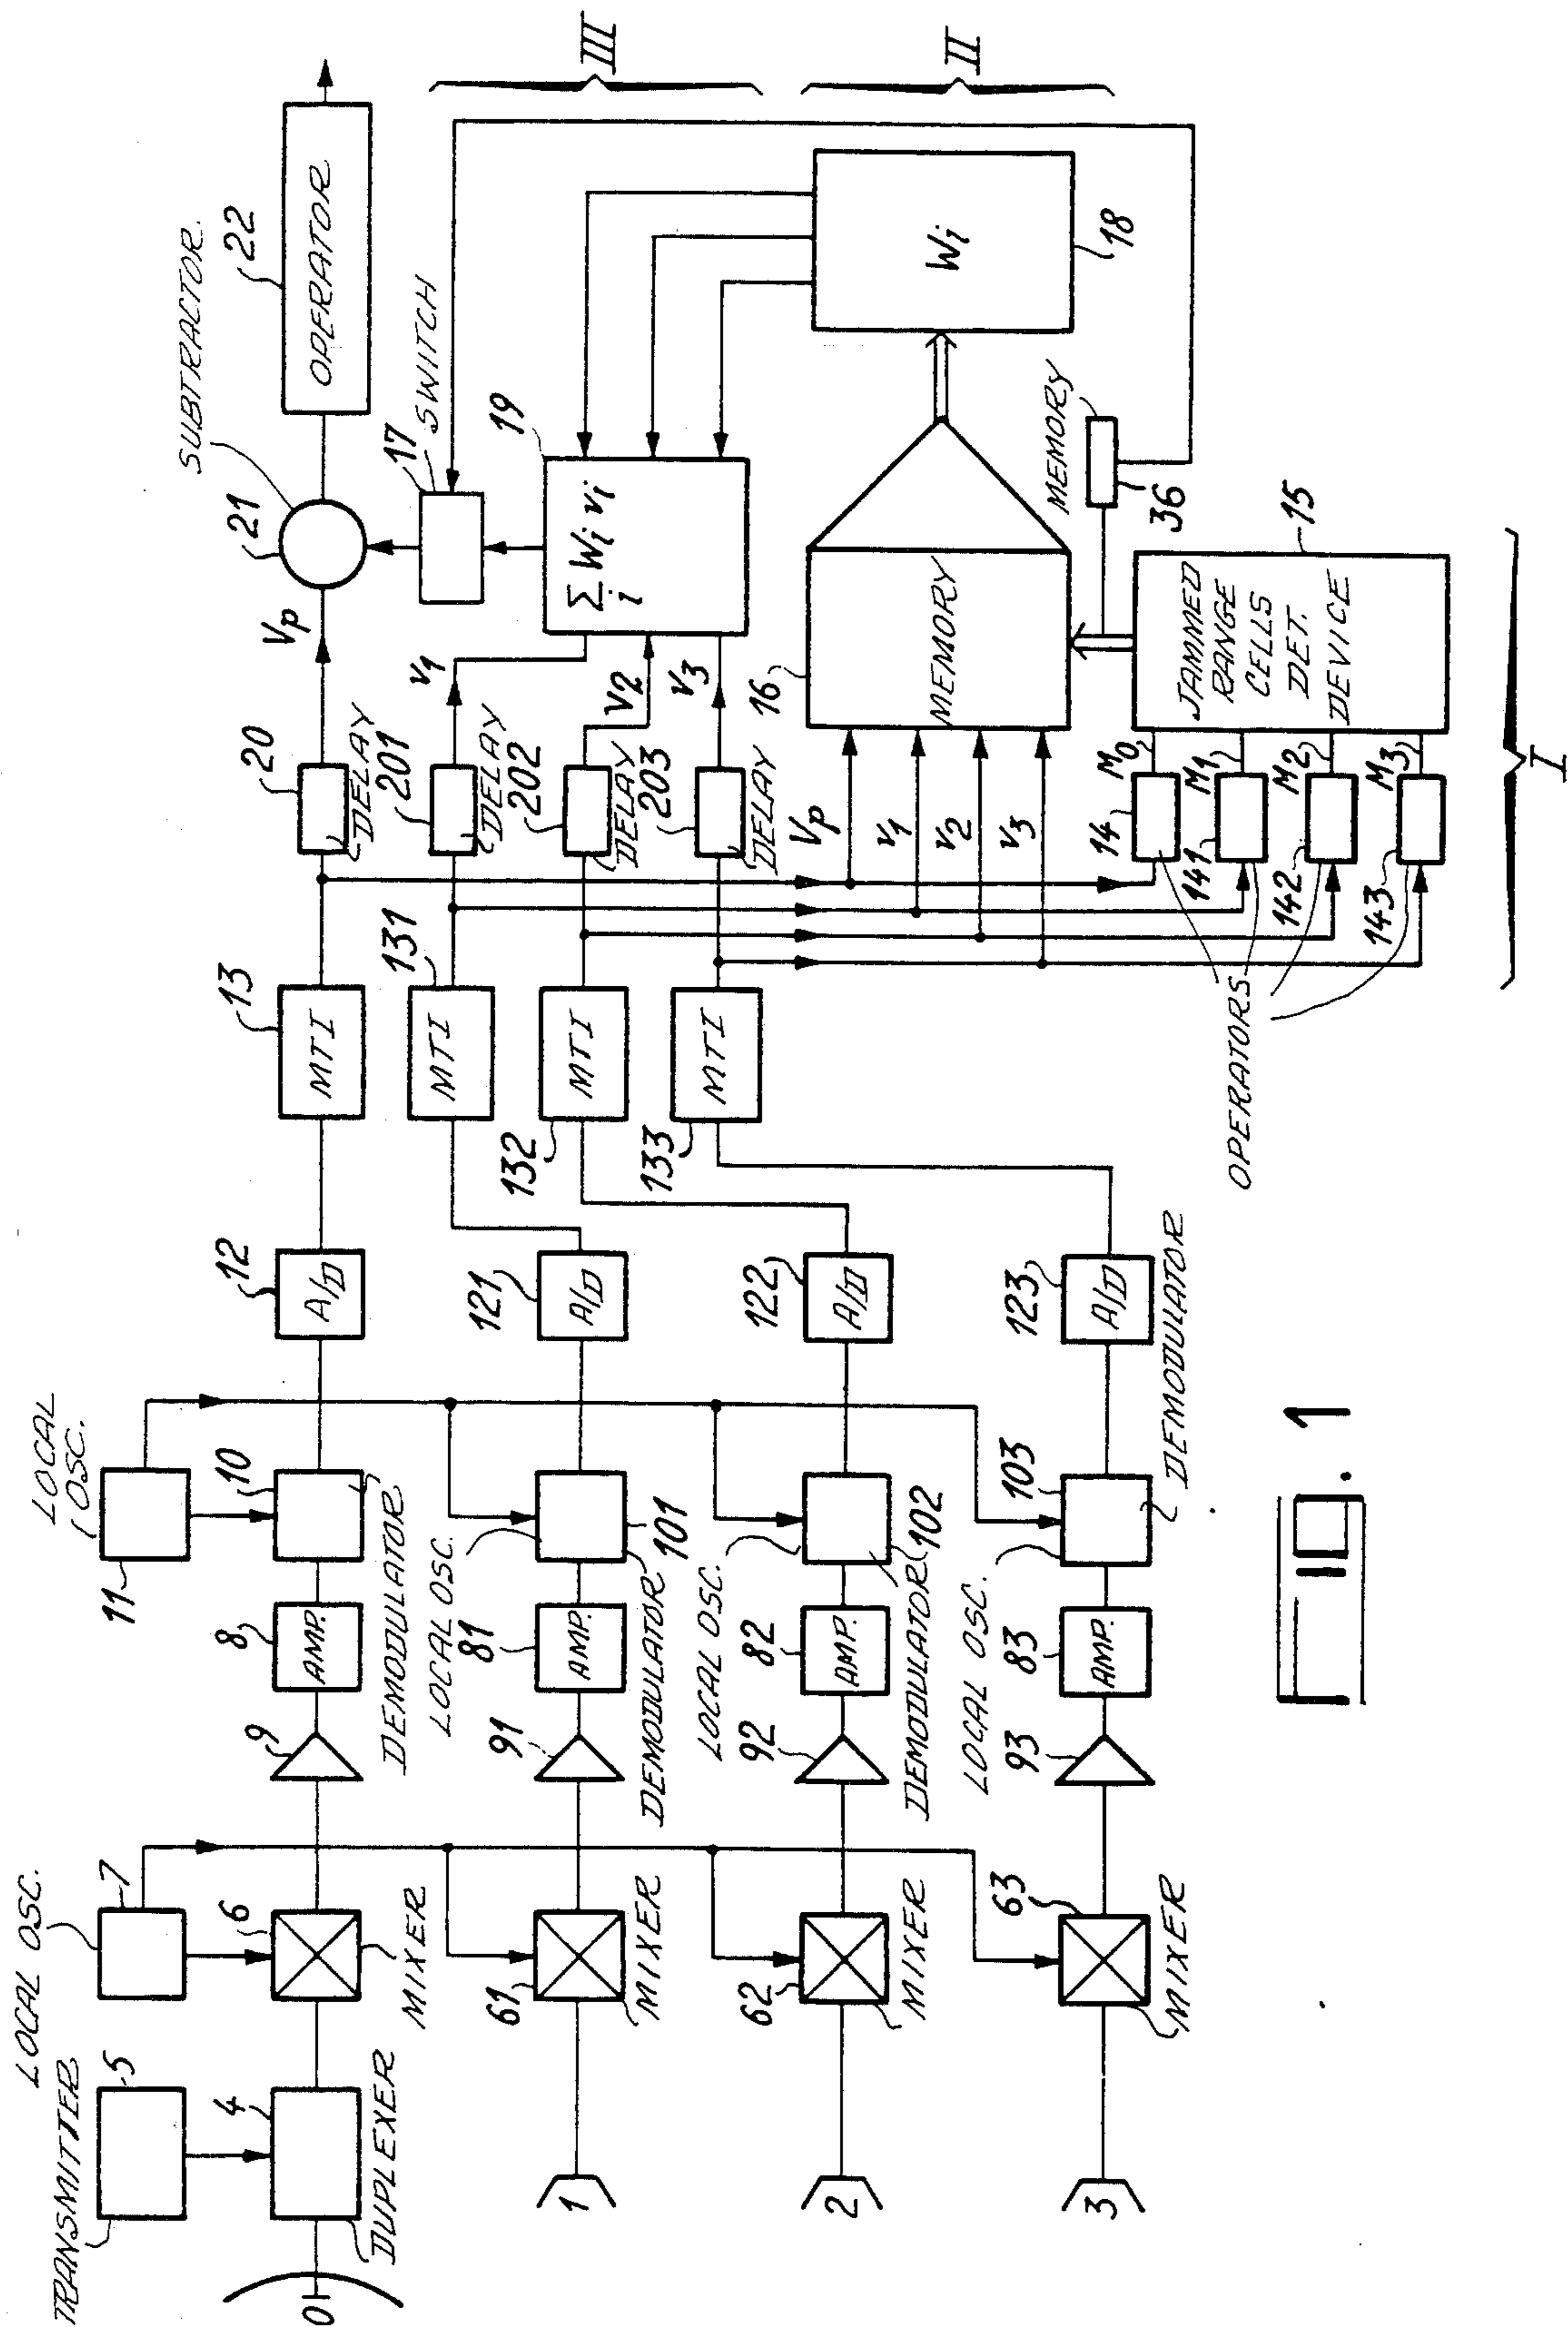 TRANSMITTER
5
LOCAL OSC.
7
LOCAL
OSC.
11
0
4
DUPLEXER
6
MIXER
9
8
AMP.
10
DEMODULATOR
12
A/D
13
MTI
20
DELAY
Vp
21
SUBTRACTOR.
22
OPERATOR
1
61
MIXER
91
81
AMP.
LOCAL OSC.
101
DEMODULATOR
121
A/D
131
MTI
201
DELAY
v1
17
SWITCH
III
2
62
MIXER
92
82
AMP.
LOCAL OSC.
102
DEMODULATOR
122
A/D
132
MTI
202
DELAY
V2
19
∑ Wi vi
i
3
63
MIXER
93
83
AMP.
LOCAL OSC.
103
DEMODULATOR
123
A/D
133
MTI
203
DELAY
v3
Vp
v1
v2
v3
16
MEMORY
Wi
18
II
MEMORY
36
14
M0
141
M1
142
M2
143
M3
OPERATORS
JAMMED
RANGE
CELLS
DET.
DEVICE
15
I
FIG. 1